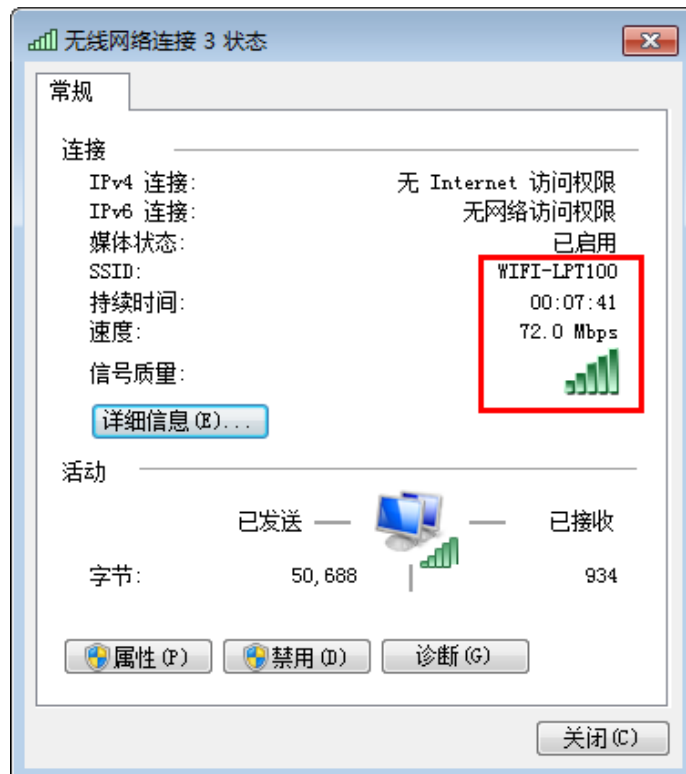 无线网络连接 3 状态
常规
连接
IPv4 连接: 无 Internet 访问权限
IPv6 连接: 无网络访问权限
媒体状态: 已启用
SSID: WIFI-LPT100
持续时间: 00:07:41
速度: 72.0 Mbps
信号质量:
详细信息(E)...
活动
已发送 — — 已接收
字节: 50,688 | 934
属性(P) 禁用(D) 诊断(G)
关闭(C)